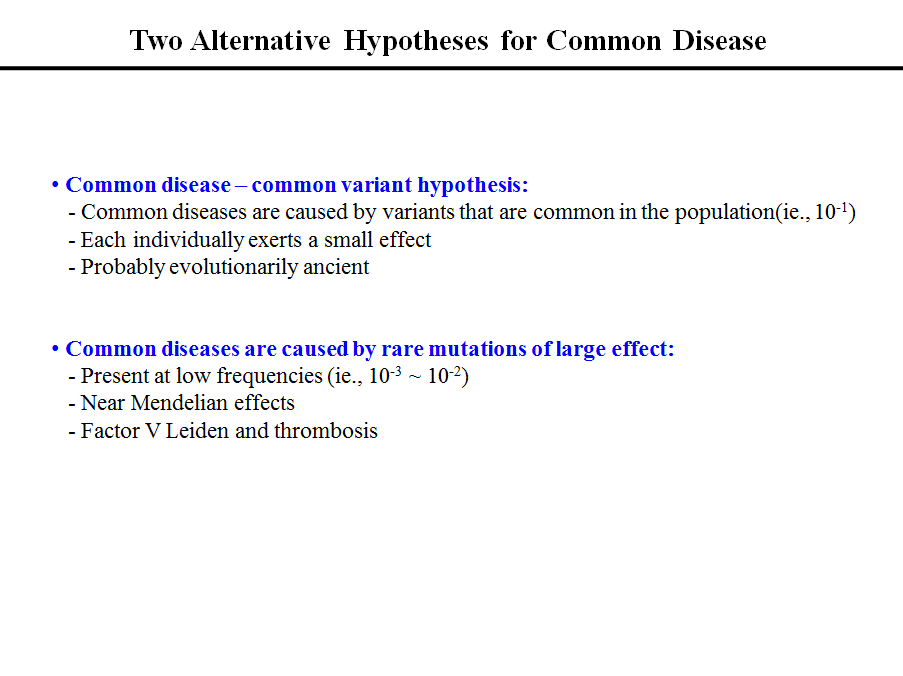 Two Alternative Hypotheses for Common Disease
• Common disease – common variant hypothesis:
- Common diseases are caused by variants that are common in the population(ie., 10⁻¹)
- Each individually exerts a small effect
- Probably evolutionarily ancient
• Common diseases are caused by rare mutations of large effect:
- Present at low frequencies (ie., 10⁻³ ~ 10⁻²)
- Near Mendelian effects
- Factor V Leiden and thrombosis